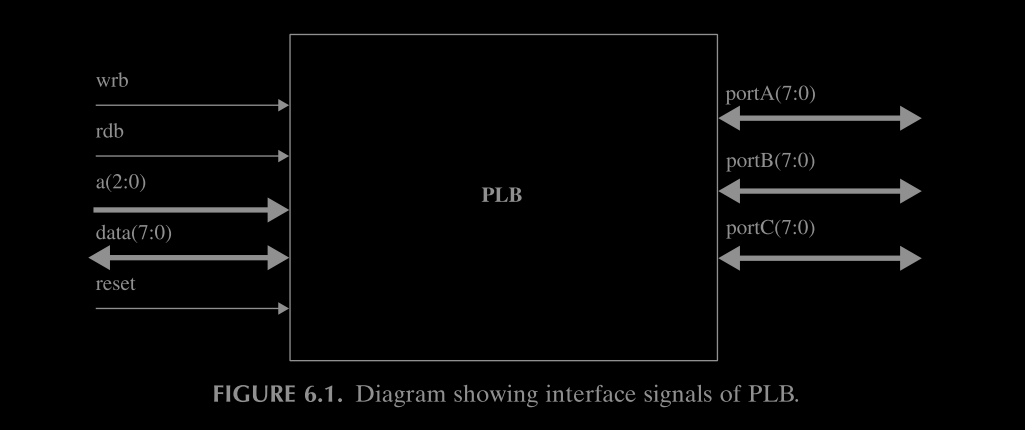 wrb
rdb
a(2:0)
data(7:0)
reset
PLB
portA(7:0)
portB(7:0)
portC(7:0)
FIGURE 6.1. Diagram showing interface signals of PLB.